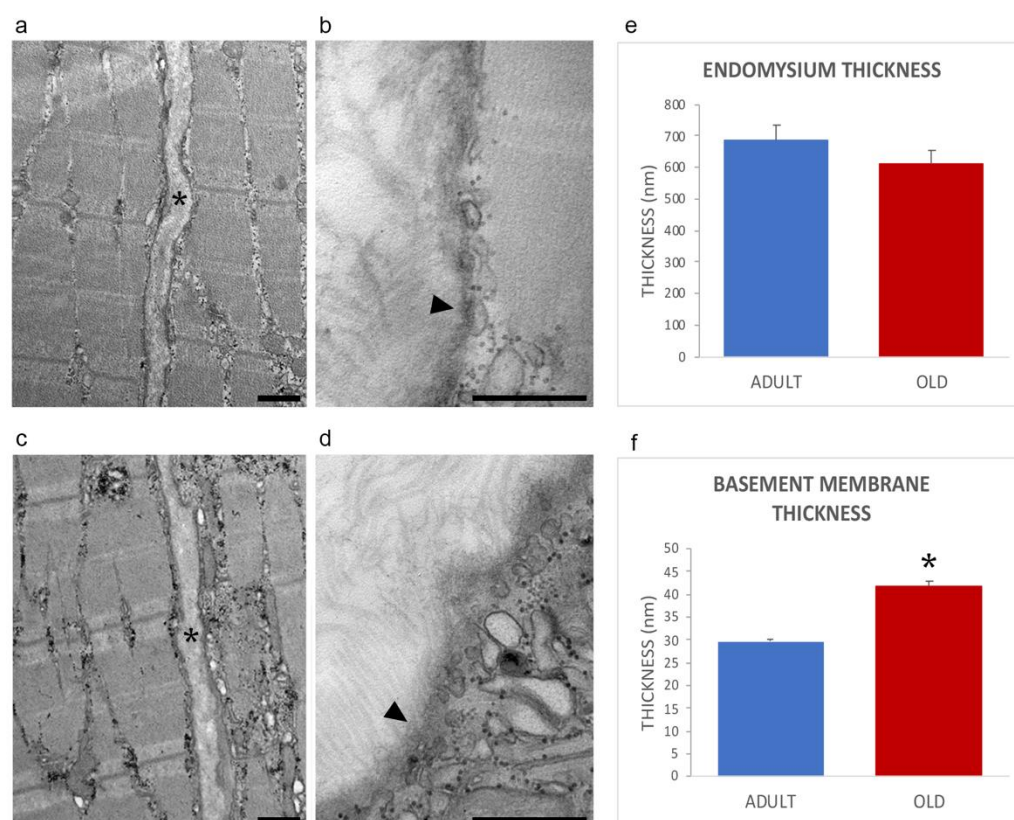 a
b
e
ENDOMYSIUM THICKNESS
THICKNESS (nm)
800
700
600
500
400
300
200
100
0
ADULT OLD
*
c
d
f
BASEMENT MEMBRANE
THICKNESS
THICKNESS (nm)
50
45
40
35
30
25
20
15
10
5
0
*
ADULT OLD
*